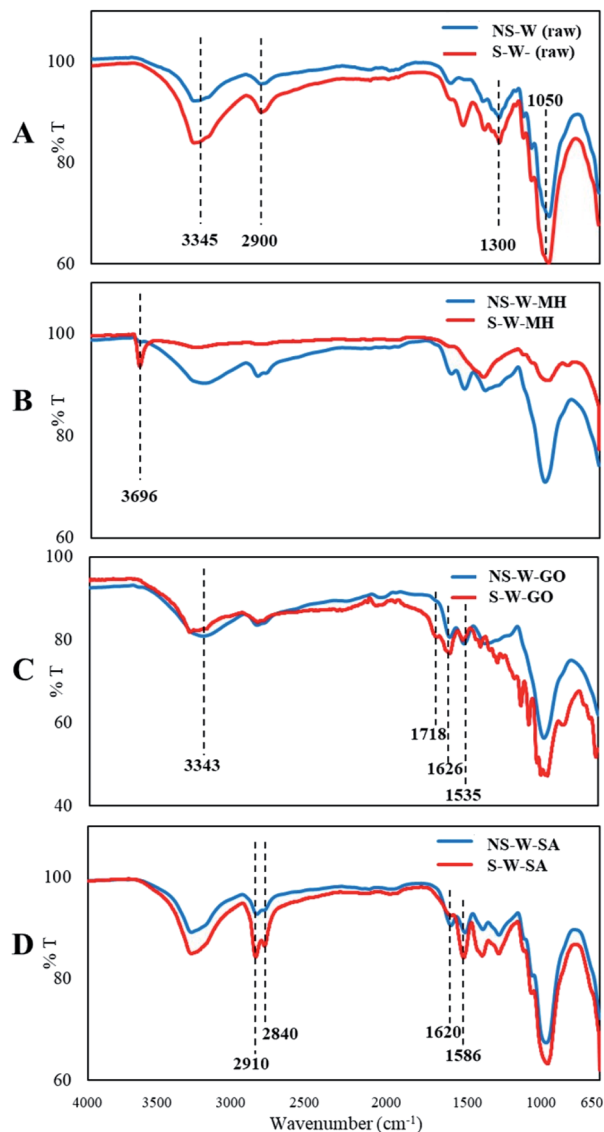 NS-W (raw)
S-W- (raw)
100
A
% T
80
60
3345
2900
1300
1050
NS-W-MH
S-W-MH
100
B
% T
80
60
3696
NS-W-GO
S-W-GO
100
80
C
% T
60
40
3343
1718
1626
1535
NS-W-SA
S-W-SA
100
D
% T
80
60
2910
2840
1620
1586
4000 3500 3000 2500 2000 1500 1000 650
Wavenumber (cm⁻¹)